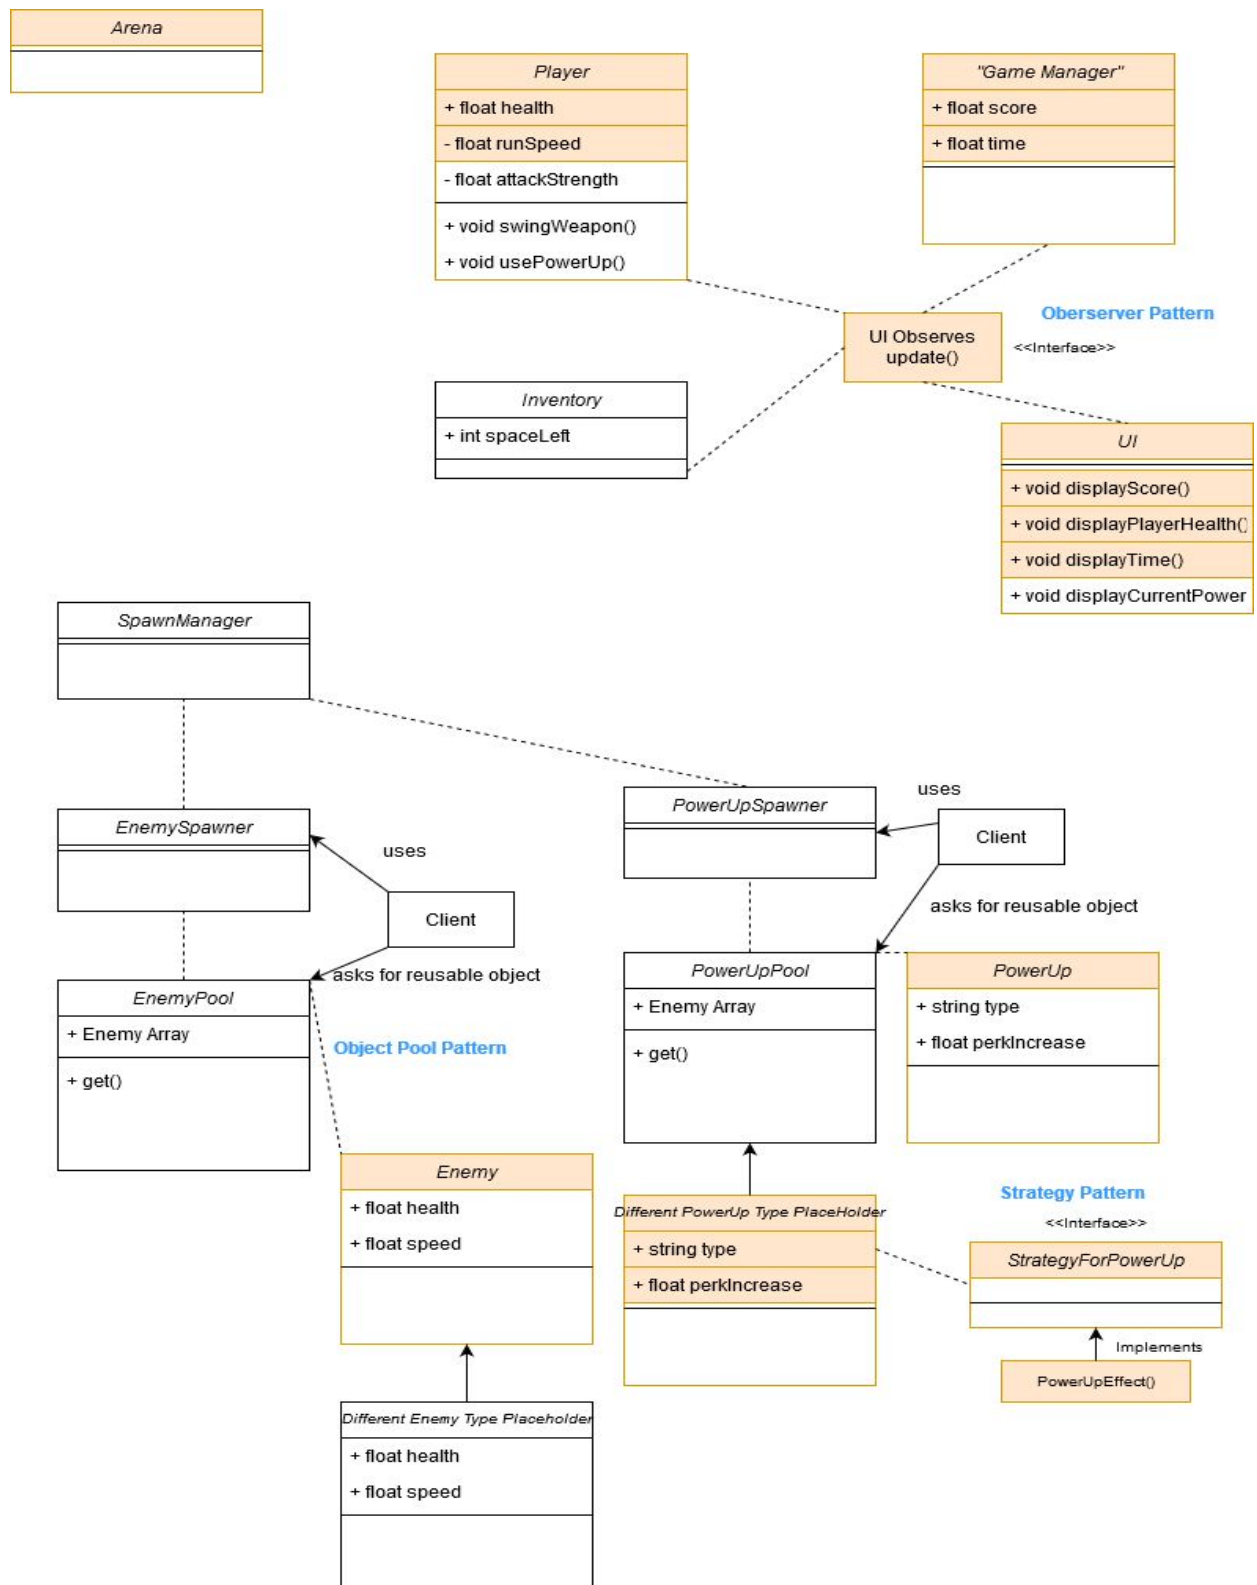 Arena
Player
+ float health
- float runSpeed
- float attackStrength
+ void swingWeapon()
+ void usePowerUp()
"Game Manager"
+ float score
+ float time
Oberserver Pattern
UI Observes
update()
<<Interface>>
Inventory
+ int spaceLeft
UI
+ void displayScore()
+ void displayPlayerHealth()
+ void displayTime()
+ void displayCurrentPower
SpawnManager
EnemySpawner
uses
Client
asks for reusable object
EnemyPool
+ Enemy Array
+ get()
Object Pool Pattern
Enemy
+ float health
+ float speed
Different Enemy Type Placeholder
+ float health
+ float speed
PowerUpSpawner
uses
Client
asks for reusable object
PowerUpPool
+ Enemy Array
+ get()
PowerUp
+ string type
+ float perkIncrease
Different PowerUp Type PlaceHolder
+ string type
+ float perkIncrease
Strategy Pattern
<<Interface>>
StrategyForPowerUp
Implements
PowerUpEffect()